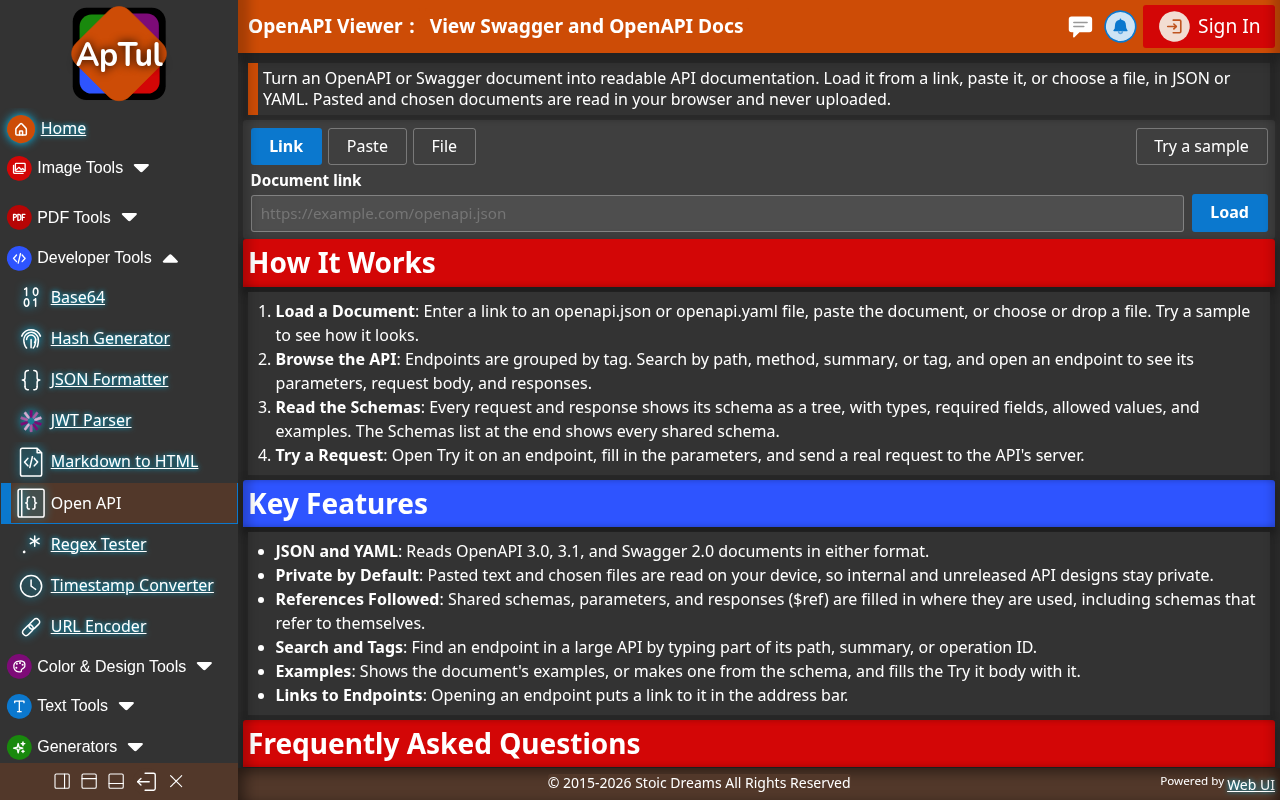 ApTul
Home
Image Tools
PDF
PDF Tools
Developer Tools
Base64
Hash Generator
JSON Formatter
JWT Parser
Markdown to HTML
Open API
Regex Tester
Timestamp Converter
URL Encoder
Color & Design Tools
Text Tools
Generators
OpenAPI Viewer : View Swagger and OpenAPI Docs
Sign In
Turn an OpenAPI or Swagger document into readable API documentation. Load it from a link, paste it, or choose a file, in JSON or
YAML. Pasted and chosen documents are read in your browser and never uploaded.
Link Paste File Try a sample
Document link
https://example.com/openapi.json Load
How It Works
1. Load a Document: Enter a link to an openapi.json or openapi.yaml file, paste the document, or choose or drop a file. Try a sample
to see how it looks.
2. Browse the API: Endpoints are grouped by tag. Search by path, method, summary, or tag, and open an endpoint to see its
parameters, request body, and responses.
3. Read the Schemas: Every request and response shows its schema as a tree, with types, required fields, allowed values, and
examples. The Schemas list at the end shows every shared schema.
4. Try a Request: Open Try it on an endpoint, fill in the parameters, and send a real request to the API's server.
Key Features
• JSON and YAML: Reads OpenAPI 3.0, 3.1, and Swagger 2.0 documents in either format.
• Private by Default: Pasted text and chosen files are read on your device, so internal and unreleased API designs stay private.
• References Followed: Shared schemas, parameters, and responses ($ref) are filled in where they are used, including schemas that
refer to themselves.
• Search and Tags: Find an endpoint in a large API by typing part of its path, summary, or operation ID.
• Examples: Shows the document's examples, or makes one from the schema, and fills the Try it body with it.
• Links to Endpoints: Opening an endpoint puts a link to it in the address bar.
Frequently Asked Questions
© 2015-2026 Stoic Dreams All Rights Reserved
Powered by Web UI